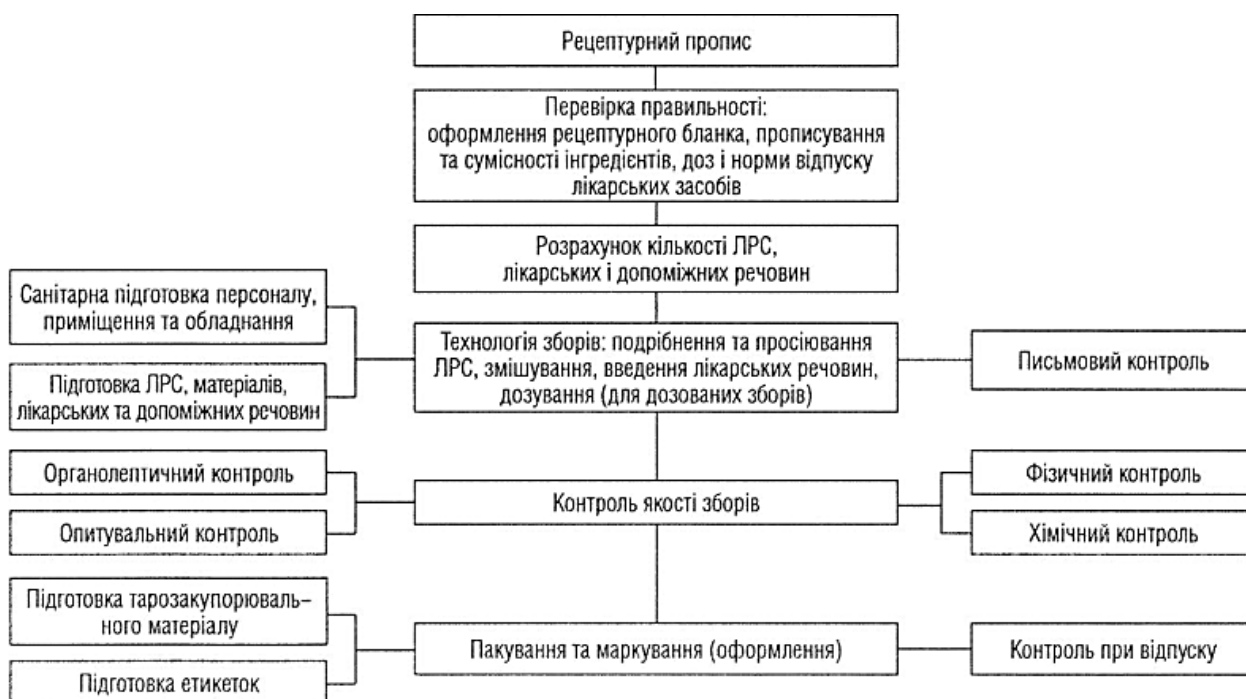 Рецептурний пропис
Перевірка правильності:
оформлення рецептурного бланка, прописування
та сумісності інгредієнтів, доз і норми відпуску
лікарських засобів
Розрахунок кількості ЛРС,
лікарських і допоміжних речовин
Санітарна підготовка персоналу,
приміщення та обладнання
Підготовка ЛРС, матеріалів,
лікарських та допоміжних речовин
Технологія зборів: подрібнення та просіювання
ЛРС, змішування, введення лікарських речовин,
дозування (для дозованих зборів)
Письмовий контроль
Органолептичний контроль
Опитувальний контроль
Контроль якості зборів
Фізичний контроль
Хімічний контроль
Підготовка тарозакупорюваль–
ного матеріалу
Підготовка етикеток
Пакування та маркування (оформлення)
Контроль при відпуску